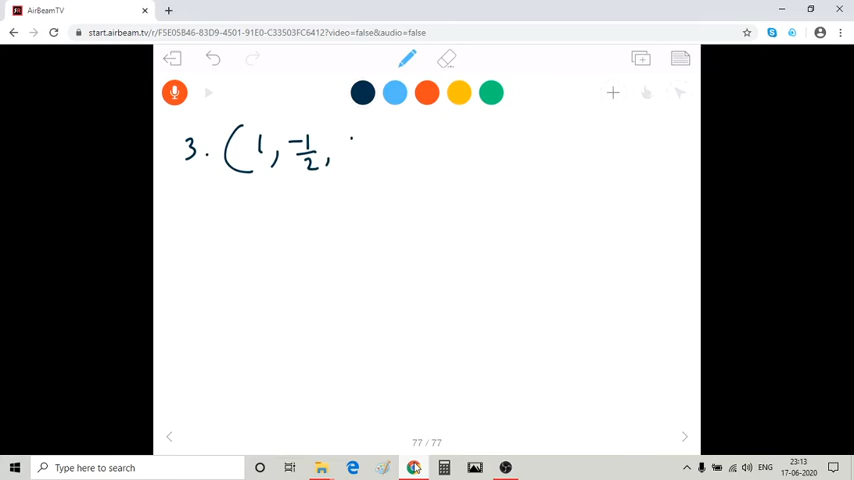 AirBeamTV
start.airbeam.tv/r/F5E05B46-83D9-4501-91E0-C33503FC6412?video=false&audio=false
3. (1, -1/2,
77 / 77
Type here to search
ENG
23:13
17-06-2020